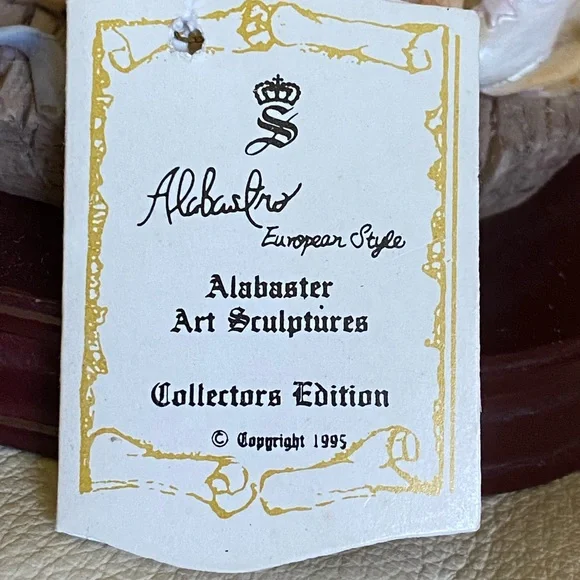 S
Alabastro
European Style
Alabaster
Art Sculptures
Collectors Edition
© Copyright 1995